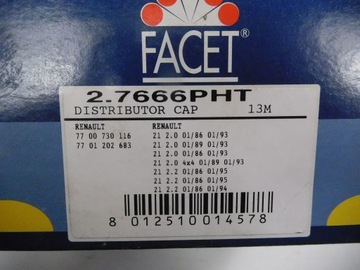 FACET®
2.7666PHT
DISTRIBUTOR CAP 13M
RENAULT RENAULT
77 00 730 116 21 2.0 01/86 01/93
77 01 202 683 21 2.0 01/89 01/93
21 2.0 01/86 01/93
21 2.0 4x4 01/89 01/93
21 2.2 01/86 01/95
21 2.2 01/86 01/95
21 2.2 01/86 01/94
8 012510 014578